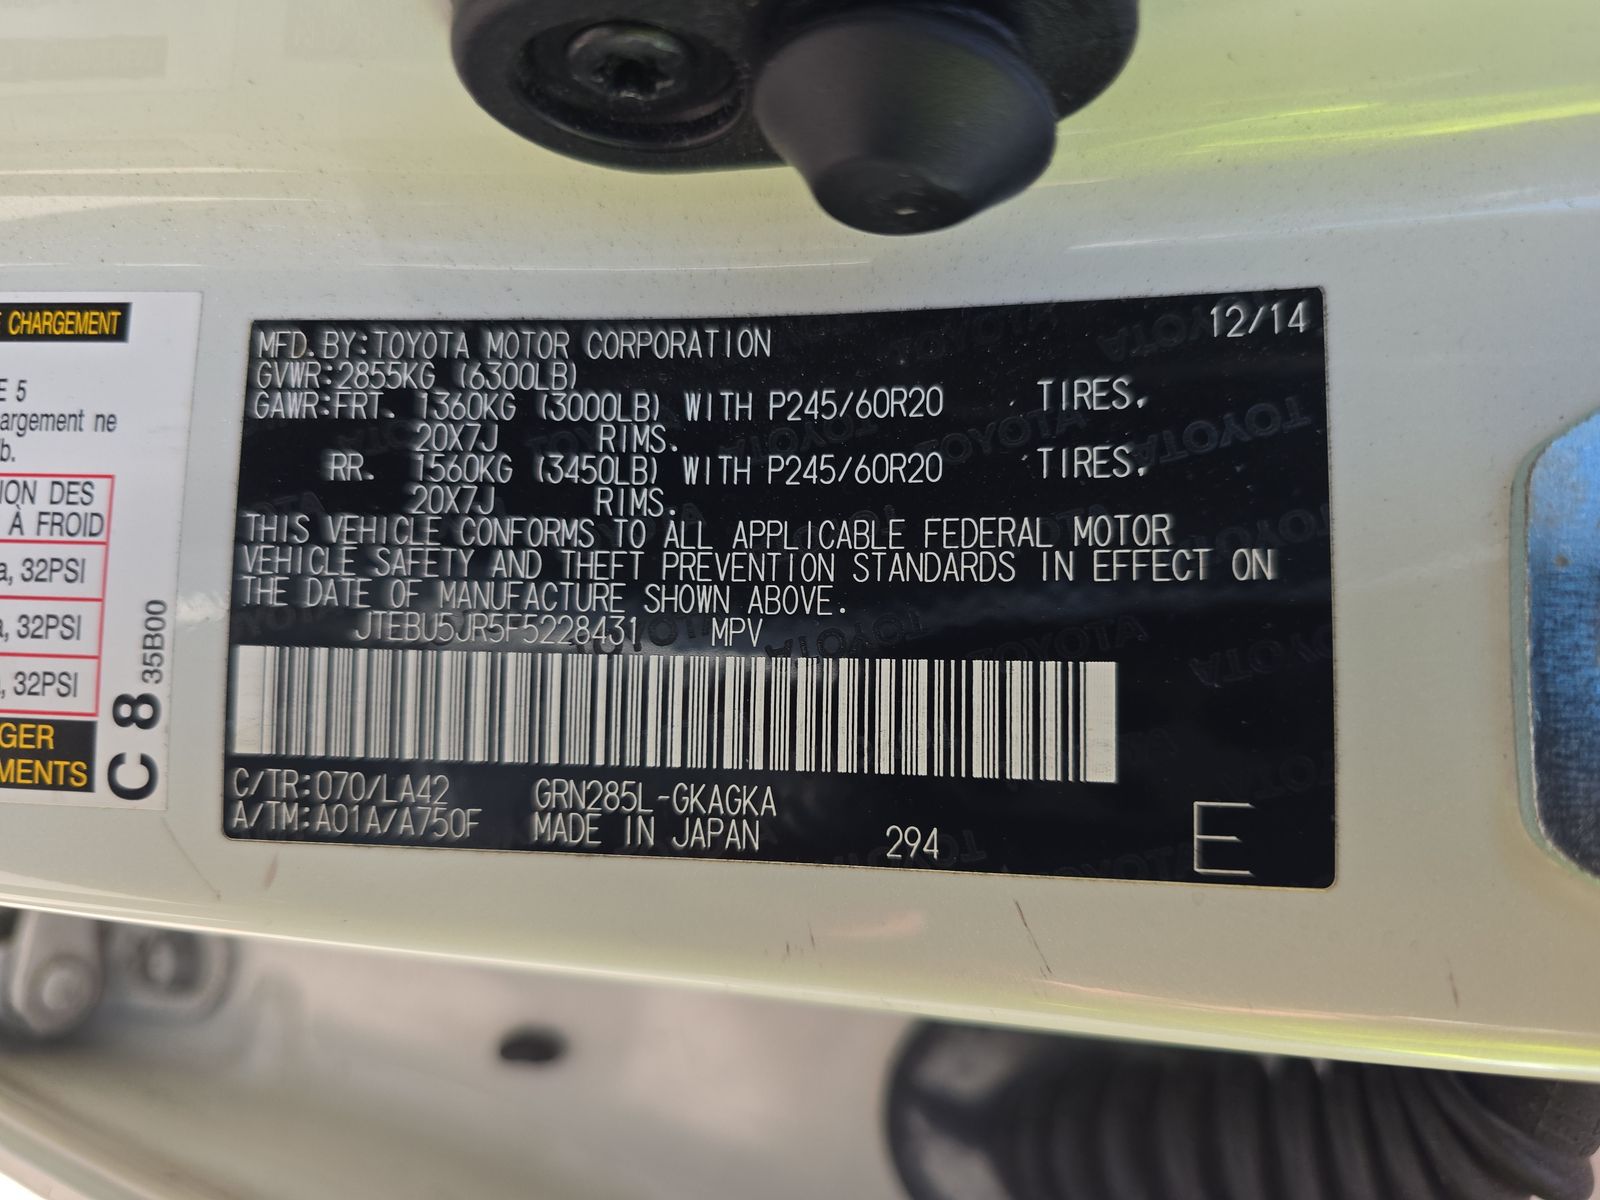 E CHARGEMENT
E 5
argement ne
b.
ION DES
À FROID
a, 32PSI
a, 32PSI
, 32PSI
GER
MENTS
C 8
35B00
12/14
MFD. BY:TOYOTA MOTOR CORPORATION
GVWR:2855KG (6300LB)
GAWR:FRT. 1360KG (3000LB) WITH P245/60R20 TIRES,
20X7J RIMS.
RR. 1560KG (3450LB) WITH P245/60R20 TIRES,
20X7J RIMS.
THIS VEHICLE CONFORMS TO ALL APPLICABLE FEDERAL MOTOR
VEHICLE SAFETY AND THEFT PREVENTION STANDARDS IN EFFECT ON
THE DATE OF MANUFACTURE SHOWN ABOVE.
JTEBU5JR5F5228431 MPV
C/TR:070/LA42 GRN285L-GKAGKA
A/TM:A01A/A750F MADE IN JAPAN 294 E